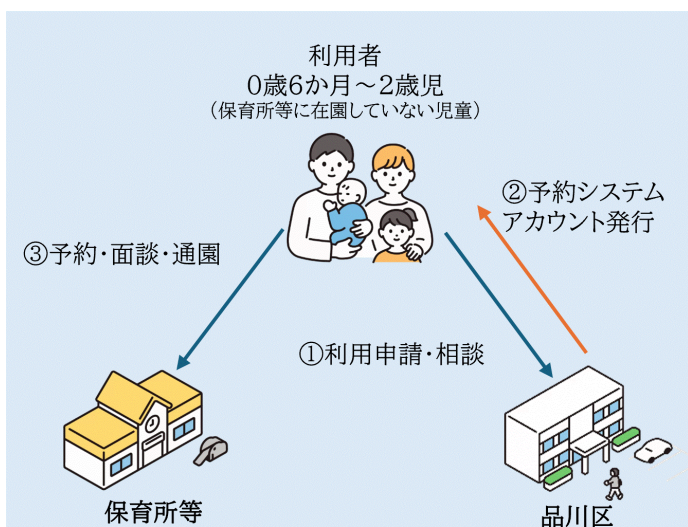 利用者
0歳6か月～2歳児
（保育所等に在園していない児童）
②予約システム
アカウント発行
③予約・面談・通園
①利用申請・相談
保育所等
品川区